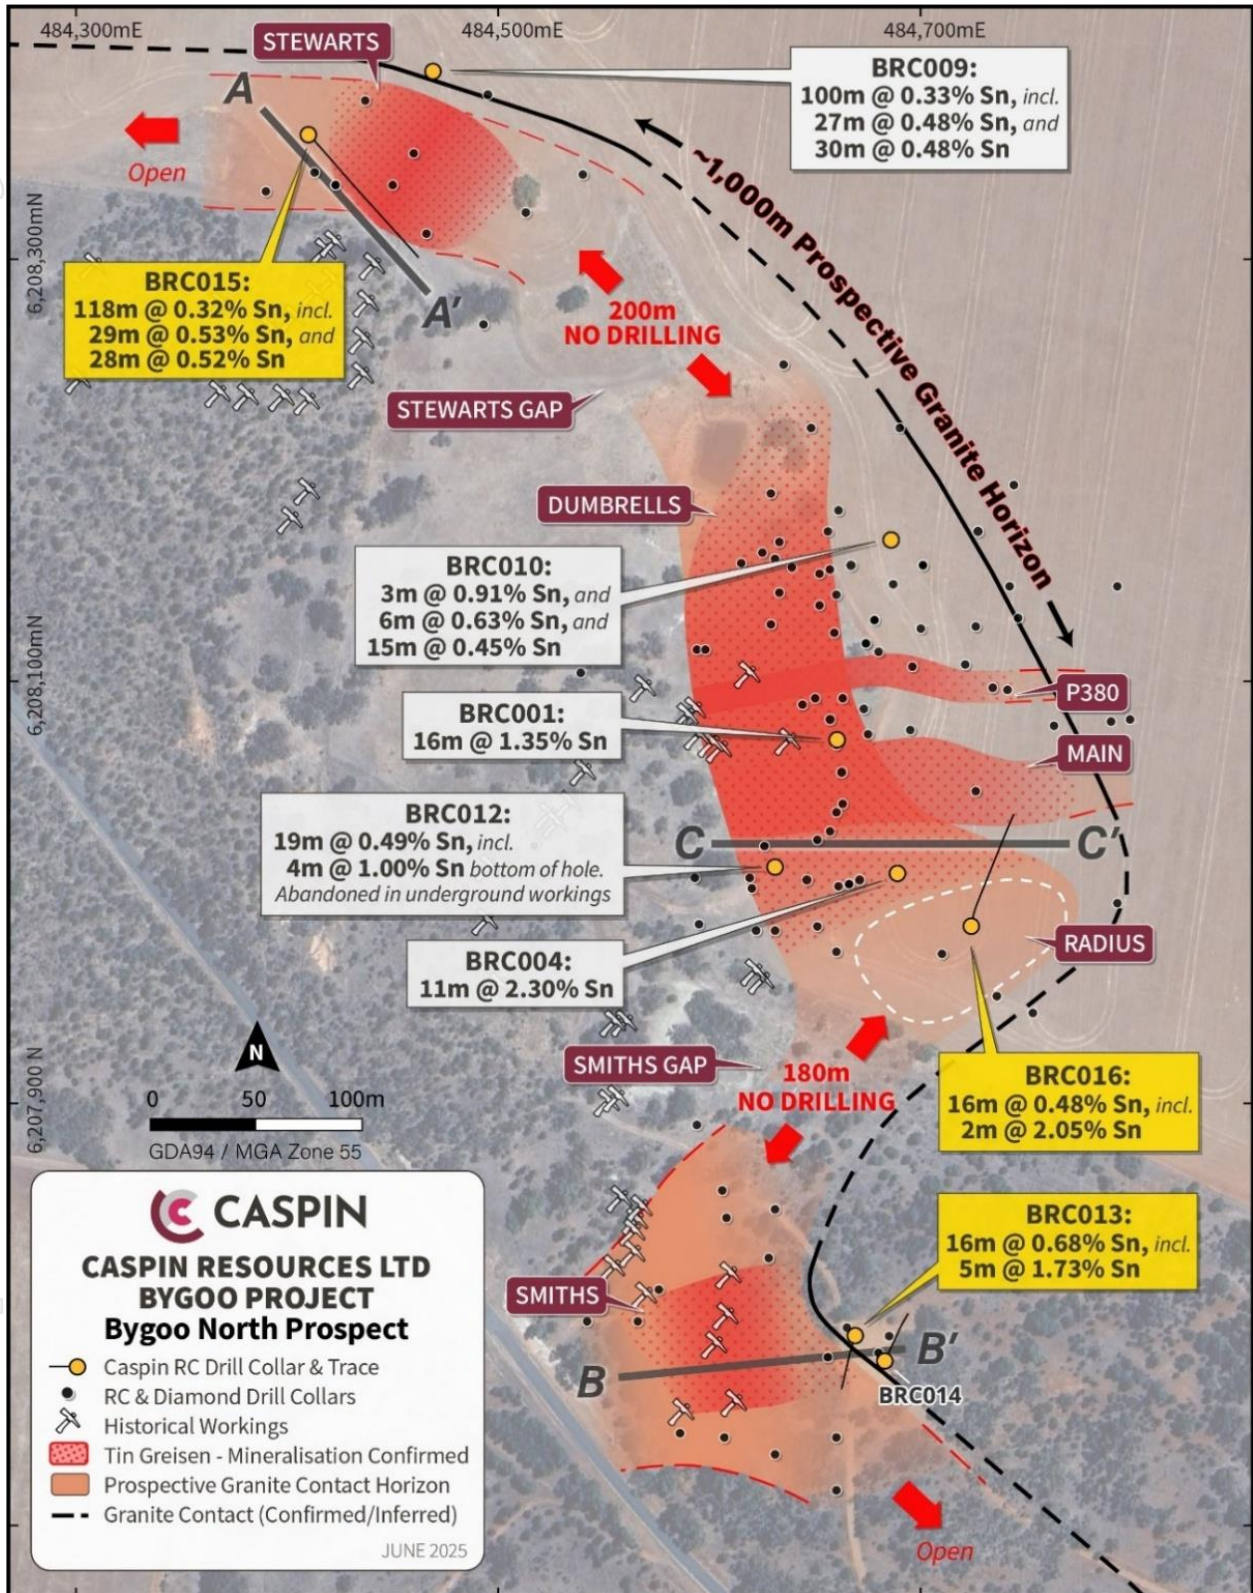 484,300mE
484,500mE
484,700mE
STEWARTS
A
BRC009:
100m @ 0.33% Sn, incl.
27m @ 0.48% Sn, and
30m @ 0.48% Sn
Open
~1,000m Prospective Granite Horizon
6,208,300mN
BRC015:
118m @ 0.32% Sn, incl.
29m @ 0.53% Sn, and
28m @ 0.52% Sn
A'
200m
NO DRILLING
STEWARTS GAP
DUMBRELLS
BRC010:
3m @ 0.91% Sn, and
6m @ 0.63% Sn, and
15m @ 0.45% Sn
6,208,100mN
P380
BRC001:
16m @ 1.35% Sn
MAIN
BRC012:
19m @ 0.49% Sn, incl.
4m @ 1.00% Sn bottom of hole.
Abandoned in underground workings
C
C'
RADIUS
BRC004:
11m @ 2.30% Sn
N
SMITHS GAP
180m
NO DRILLING
6,207,900 N
0 50 100m
GDA94 / MGA Zone 55
BRC016:
16m @ 0.48% Sn, incl.
2m @ 2.05% Sn
BRC013:
16m @ 0.68% Sn, incl.
5m @ 1.73% Sn
SMITHS
B
B'
BRC014
Open
CASPIN
CASPIN RESOURCES LTD
BYGOO PROJECT
Bygoo North Prospect
Caspin RC Drill Collar & Trace
RC & Diamond Drill Collars
Historical Workings
Tin Greisen - Mineralisation Confirmed
Prospective Granite Contact Horizon
Granite Contact (Confirmed/Inferred)
JUNE 2025